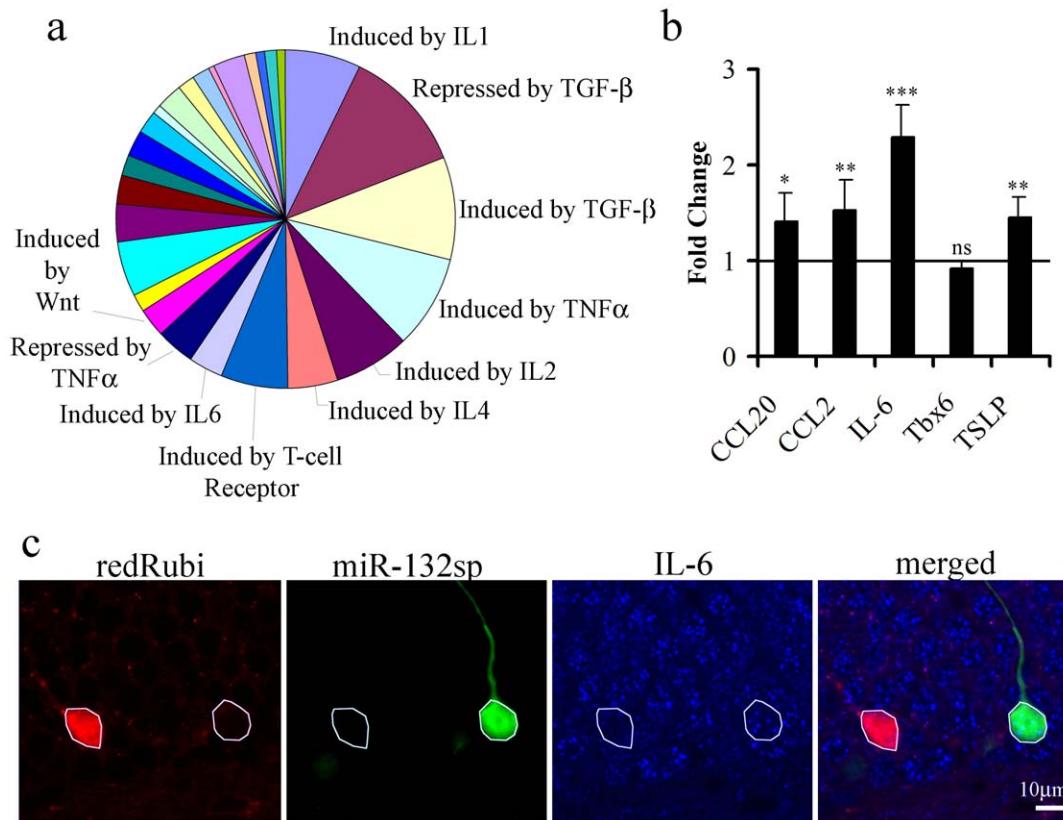 a
Induced by IL1
Repressed by TGF-β
Induced by TGF-β
Induced by TNFα
Induced by IL2
Induced by IL4
Induced by T-cell
Receptor
Induced by IL6
Repressed by
TNFα
Induced
by
Wnt
b
Fold Change
3
2
1
0
*
**
***
ns
**
CCL20
CCL2
IL-6
Tbx6
TSLP
c
redRubi
miR-132sp
IL-6
merged
10μm